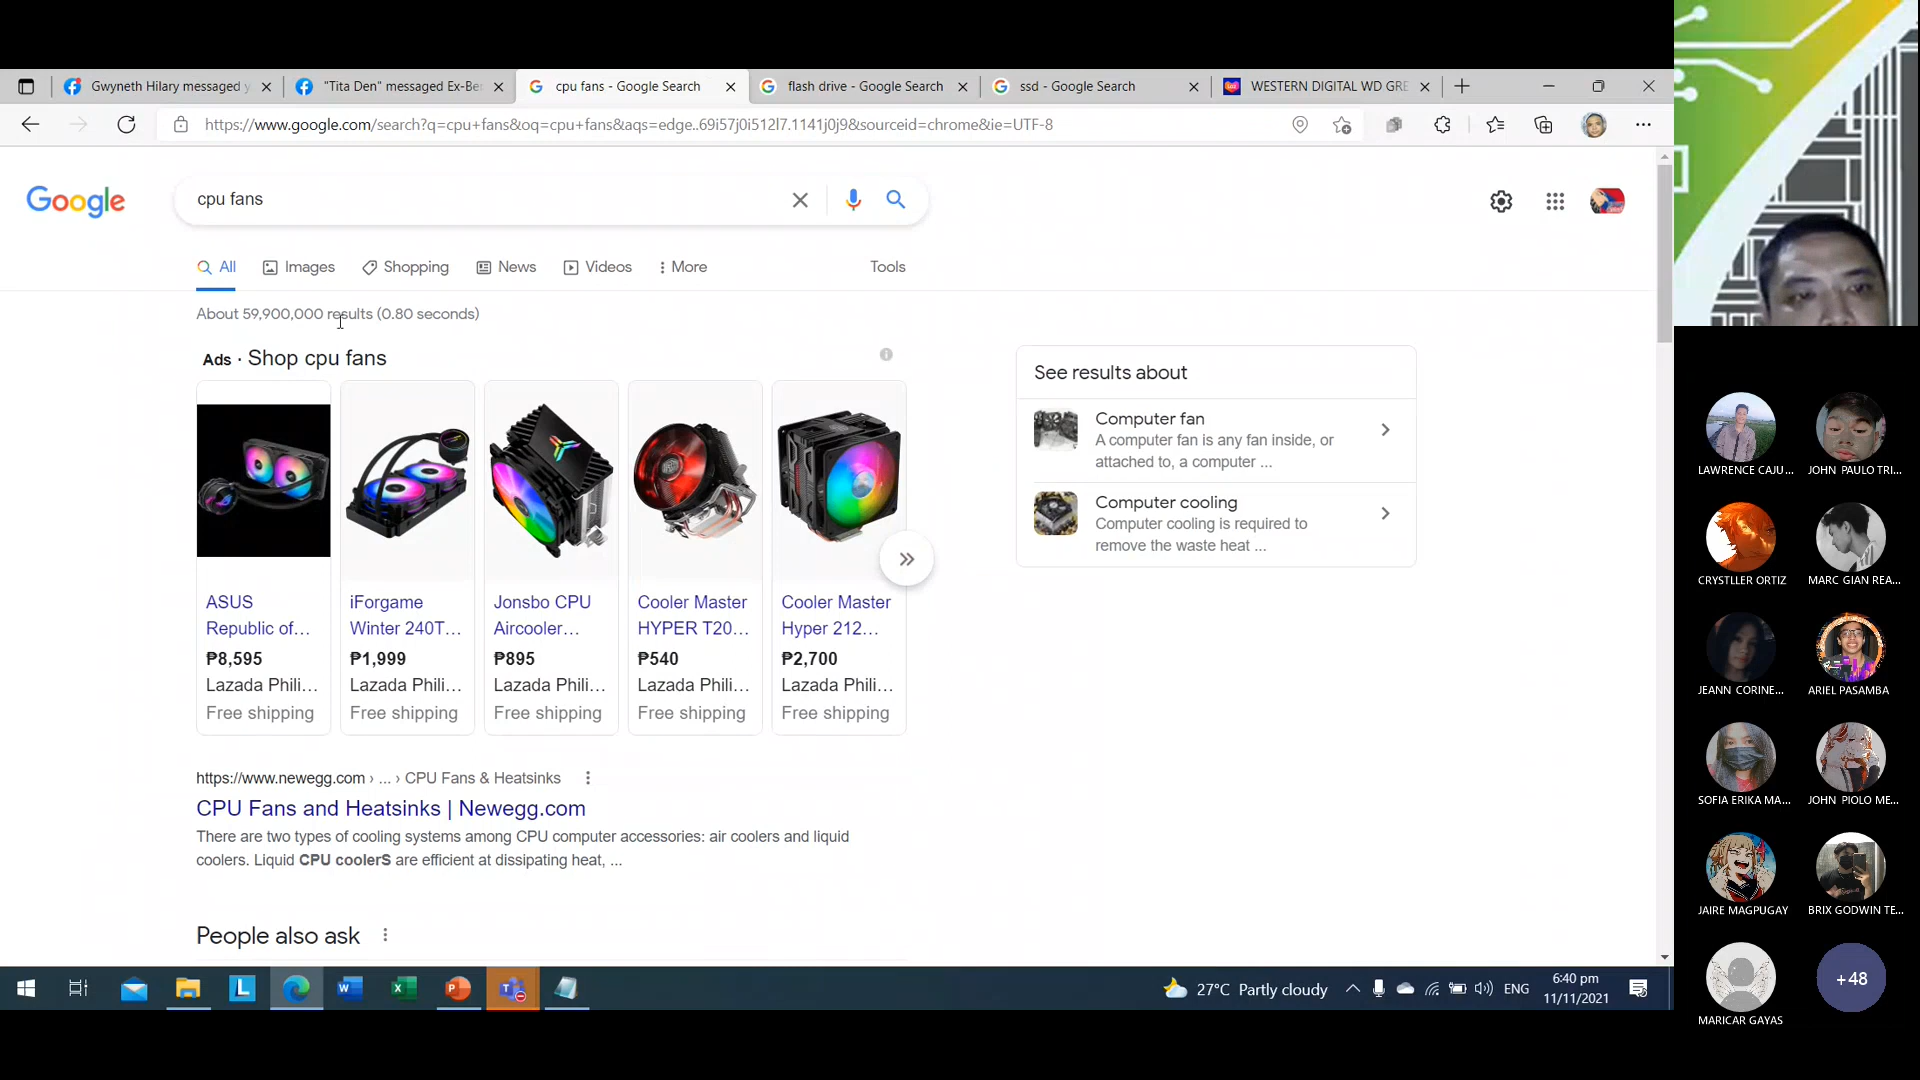 Gwyneth Hilary messaged y
"Tita Den" messaged Ex-Be
cpu fans - Google Search
flash drive - Google Search
ssd - Google Search
WESTERN DIGITAL WD GRE
https://www.google.com/search?q=cpu+fans&oq=cpu+fans&aqs=edge..69i57j0i512l7.1141j0j9&sourceid=chrome&ie=UTF-8
Google
cpu fans
All
Images
Shopping
News
Videos
More
Tools
About 59,900,000 results (0.80 seconds)
Ads · Shop cpu fans
ASUS
Republic of...
₱8,595
Lazada Phili...
Free shipping
iForgame
Winter 240T...
₱1,999
Lazada Phili...
Free shipping
Jonsbo CPU
Aircooler...
₱895
Lazada Phili...
Free shipping
Cooler Master
HYPER T20...
₱540
Lazada Phili...
Free shipping
Cooler Master
Hyper 212...
₱2,700
Lazada Phili...
Free shipping
See results about
Computer fan
A computer fan is any fan inside, or
attached to, a computer ...
Computer cooling
Computer cooling is required to
remove the waste heat ...
https://www.newegg.com › ... › CPU Fans & Heatsinks
CPU Fans and Heatsinks | Newegg.com
There are two types of cooling systems among CPU computer accessories: air coolers and liquid
coolers. Liquid CPU coolerS are efficient at dissipating heat, ...
People also ask
27°C Partly cloudy
ENG
6:40 pm
11/11/2021
LAWRENCE CAJU...
JOHN PAULO TRI...
CRYSTLLER ORTIZ
MARC GIAN REA...
JEANN CORINE...
ARIEL PASAMBA
SOFIA ERIKA MA...
JOHN PIOLO ME...
JAIRE MAGPUGAY
BRIX GODWIN TE...
MARICAR GAYAS
+48